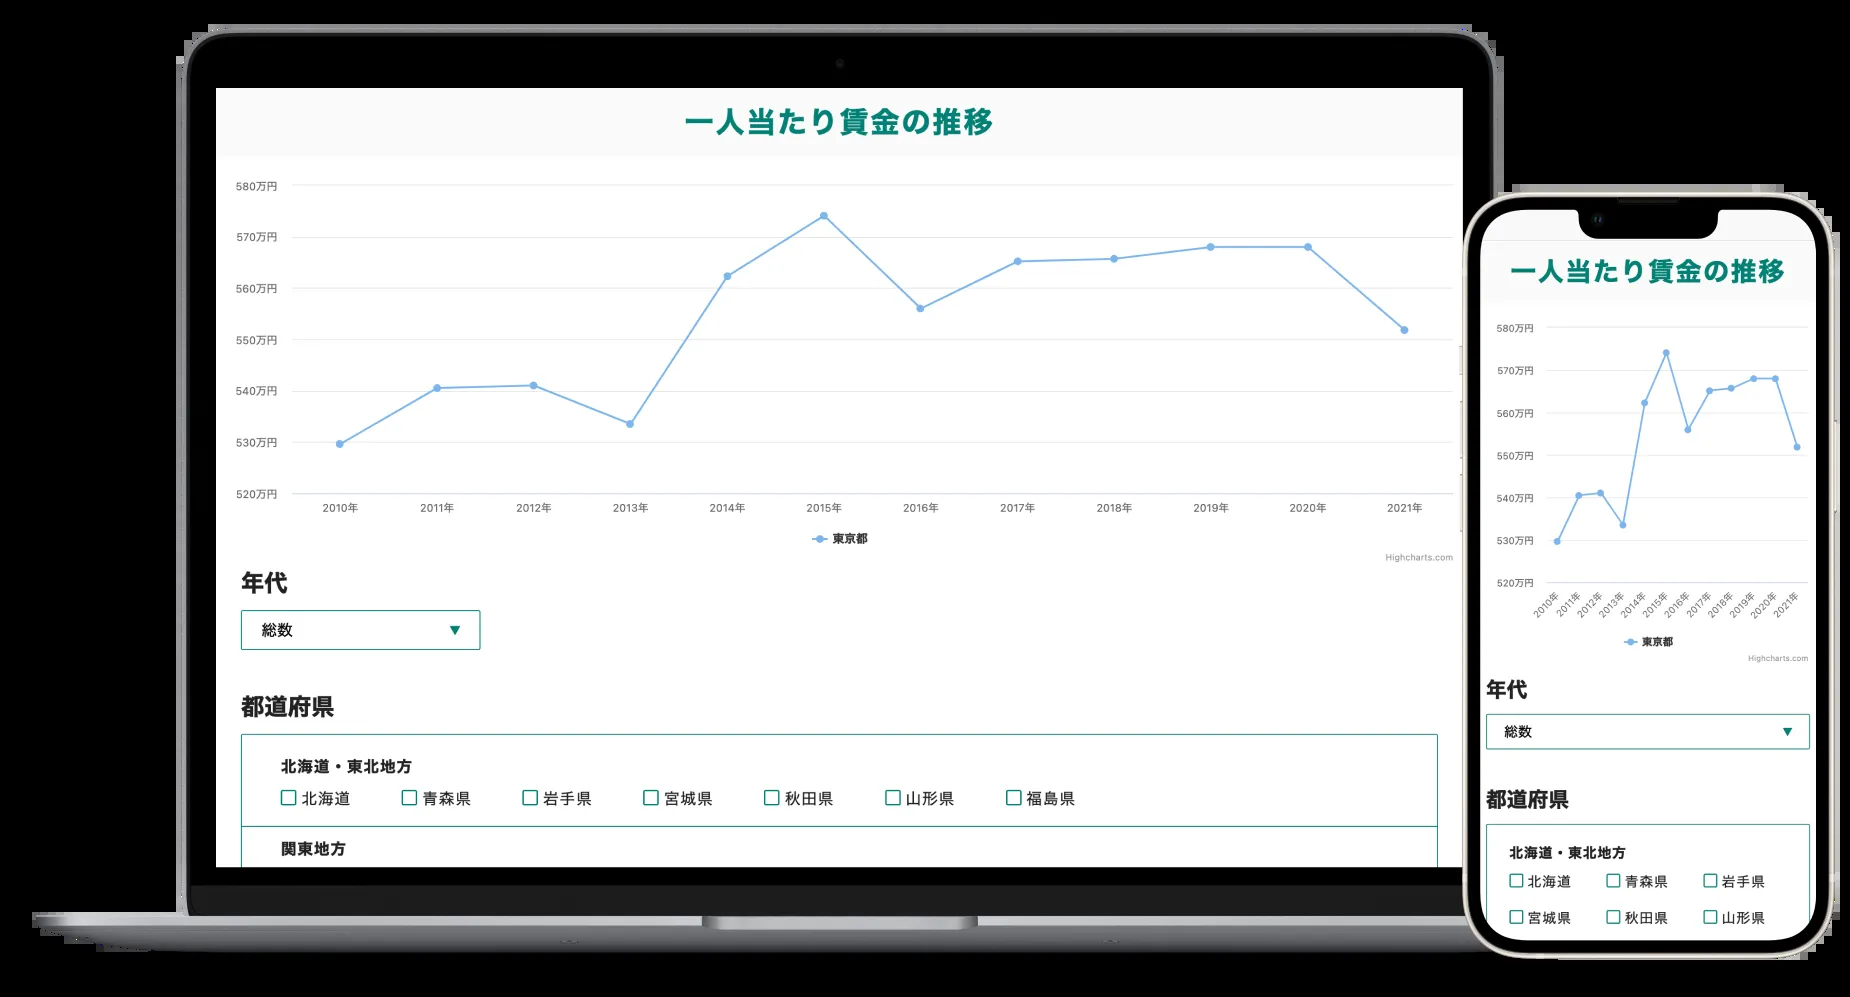 一人当たり賃金の推移
580万円
570万円
560万円
550万円
540万円
530万円
520万円
2010年 2011年 2012年 2013年 2014年 2015年 2016年 2017年 2018年 2019年 2020年 2021年
東京都
Highcharts.com
年代
総数 ▼
都道府県
北海道・東北地方
北海道 青森県 岩手県 宮城県 秋田県 山形県 福島県
関東地方
一人当たり賃金の推移
580万円
570万円
560万円
550万円
540万円
530万円
520万円
2010年 2011年 2012年 2013年 2014年 2015年 2016年 2017年 2018年 2019年 2020年 2021年
東京都
Highcharts.com
年代
総数 ▼
都道府県
北海道・東北地方
北海道 青森県 岩手県
宮城県 秋田県 山形県